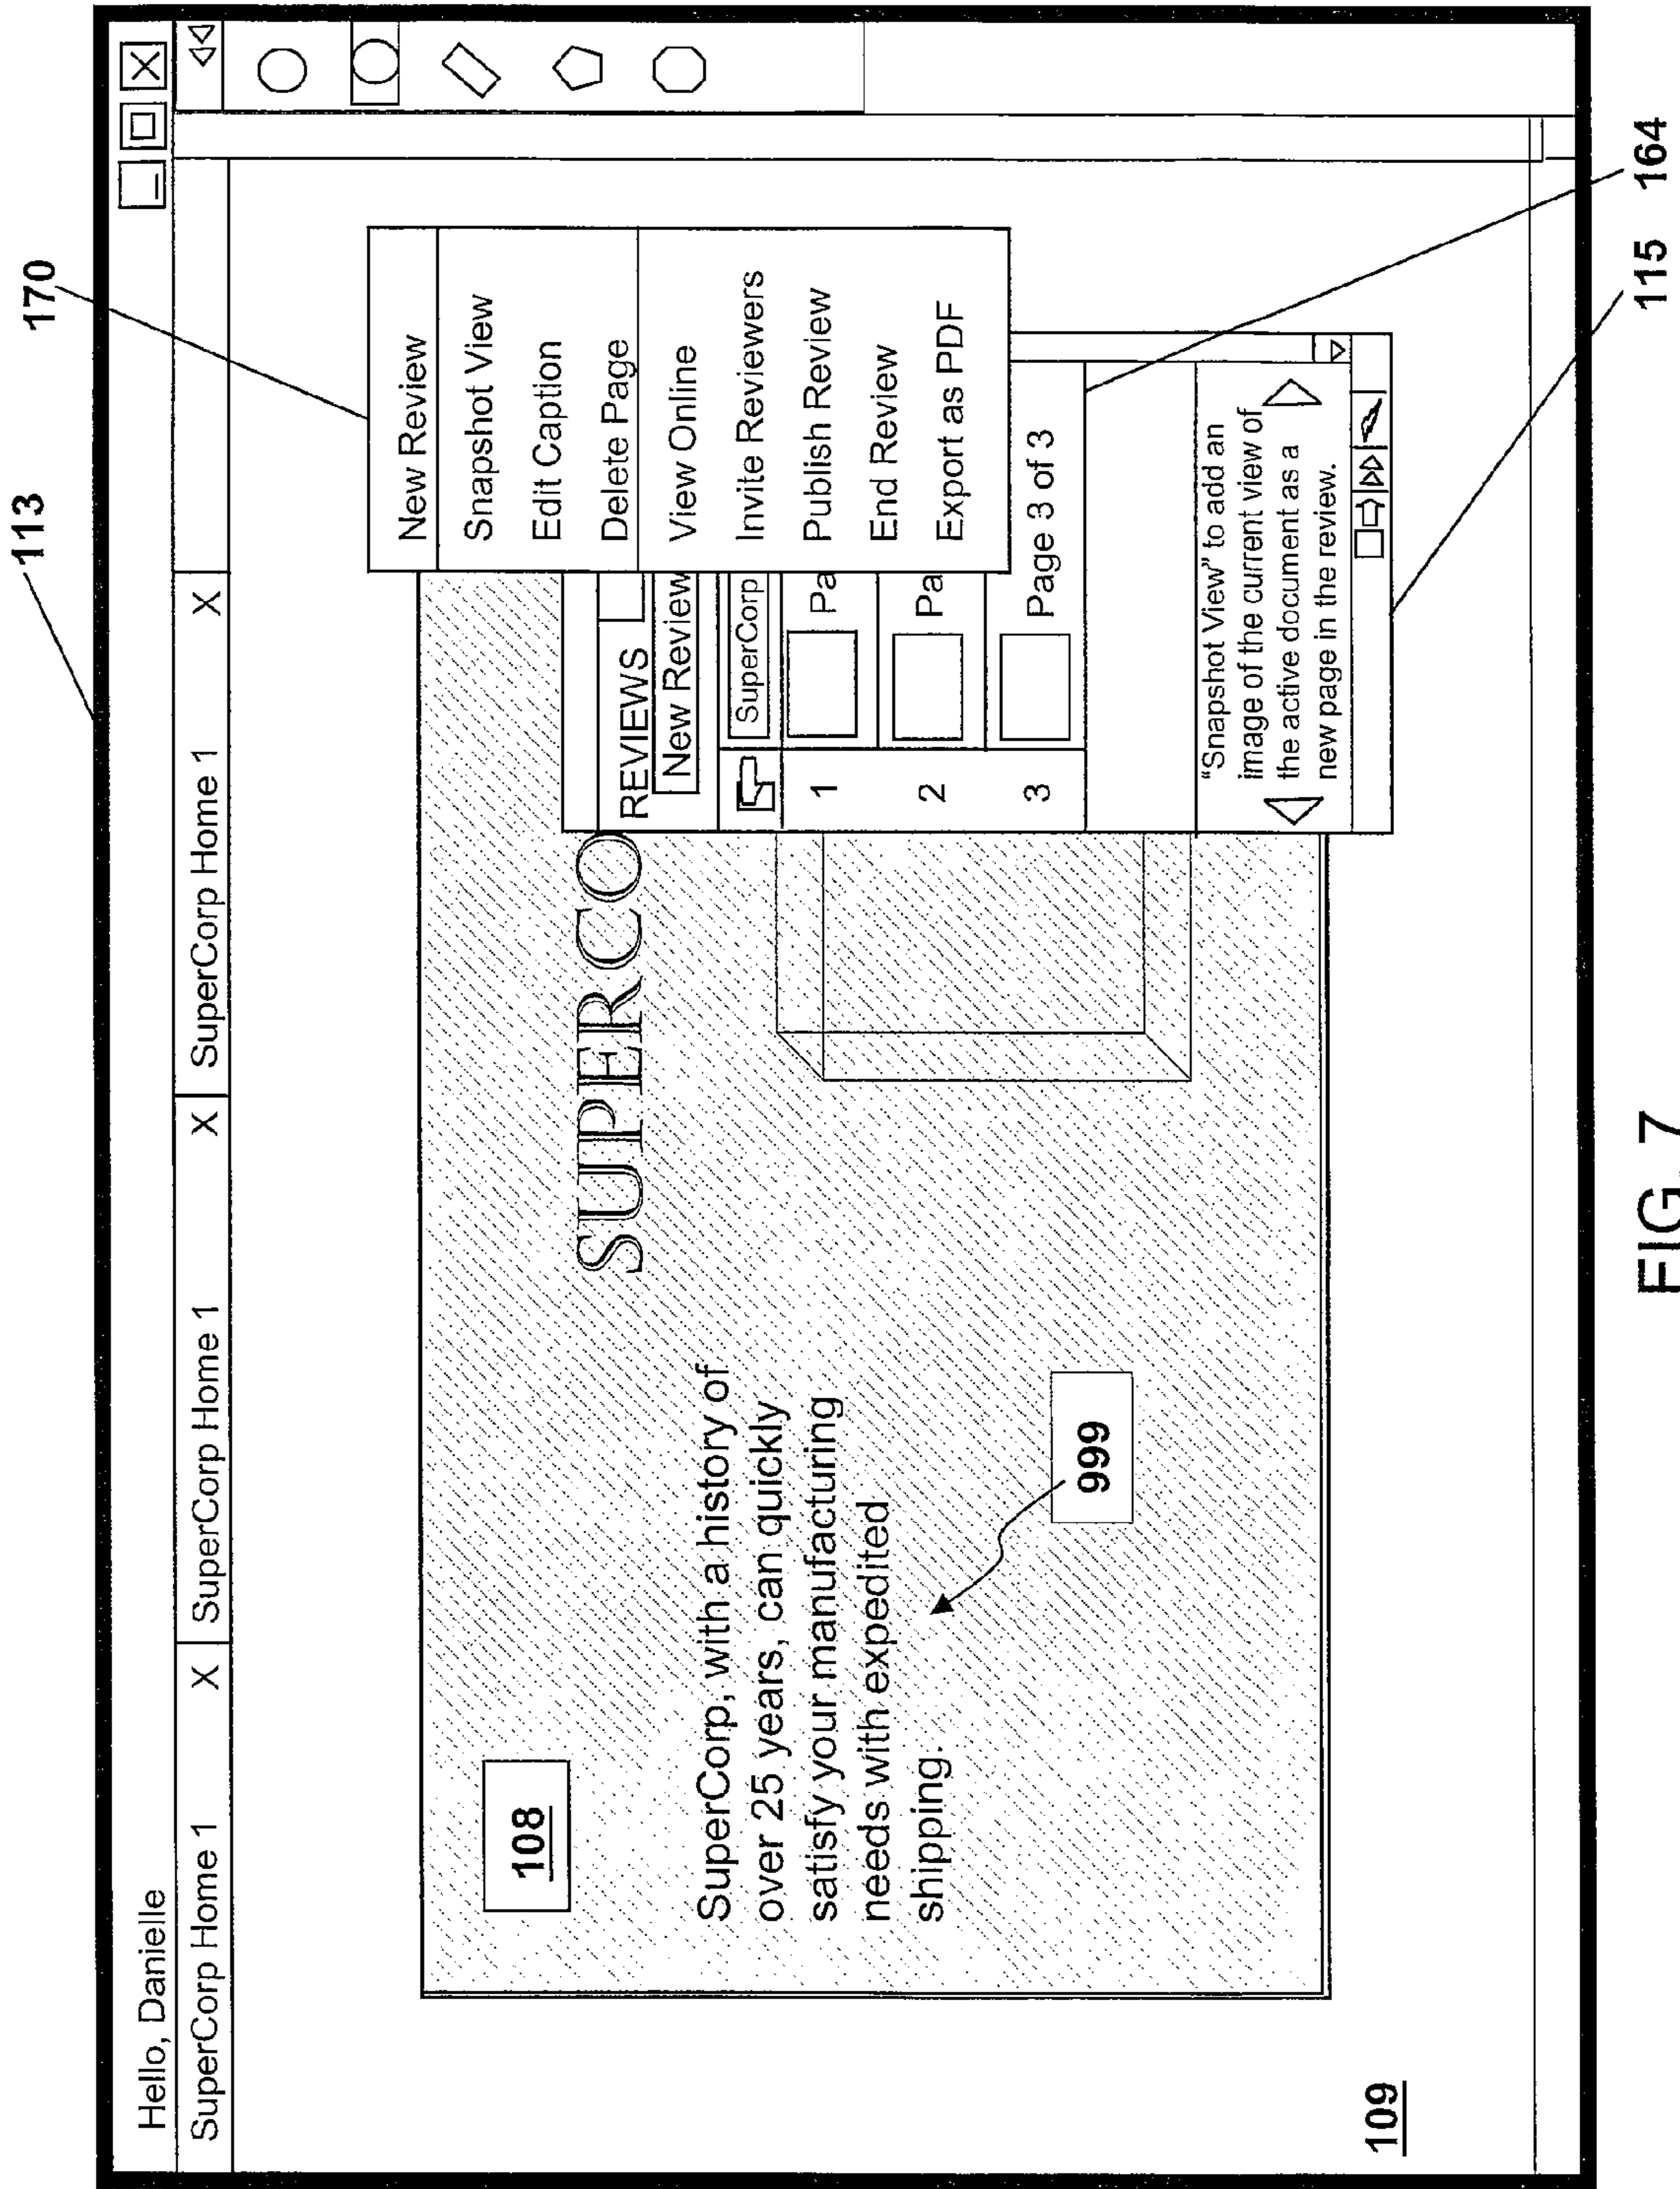 113
170
Hello, Danielle
SuperCorp Home 1 X
SuperCorp Home 1 X
SuperCorp Home 1 X
108
SUPERCO
SuperCorp, with a history of
over 25 years, can quickly
satisfy your manufacturing
needs with expedited
shipping.
999
New Review
Snapshot View
Edit Caption
Delete Page
View Online
Invite Reviewers
Publish Review
End Review
Export as PDF
REVIEWS
New Review
SuperCorp
1 Pa
2 Pa
3 Page 3 of 3
"Snapshot View" to add an
image of the current view of
the active document as a
new page in the review.
109
115
164
FIG. 7